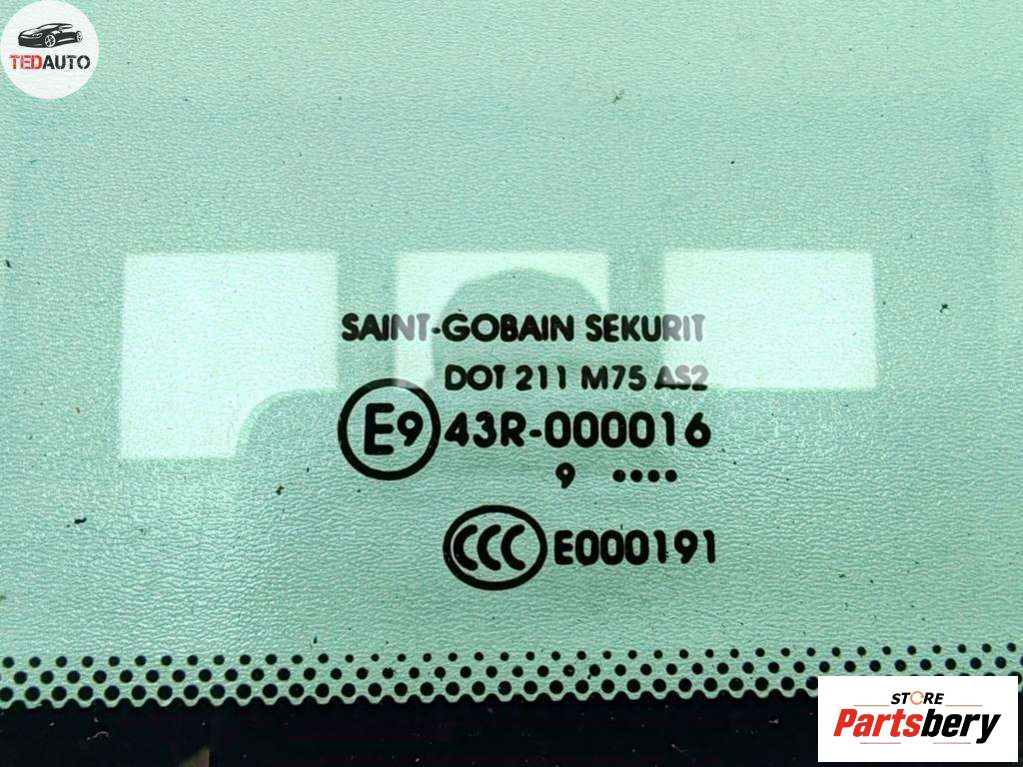 TEDAUTO
SAINT-GOBAIN SEKURIT
DOT 211 M75 AS2
E9 43R-000016
9 ••••
CCC E000191
STORE
Partsbery